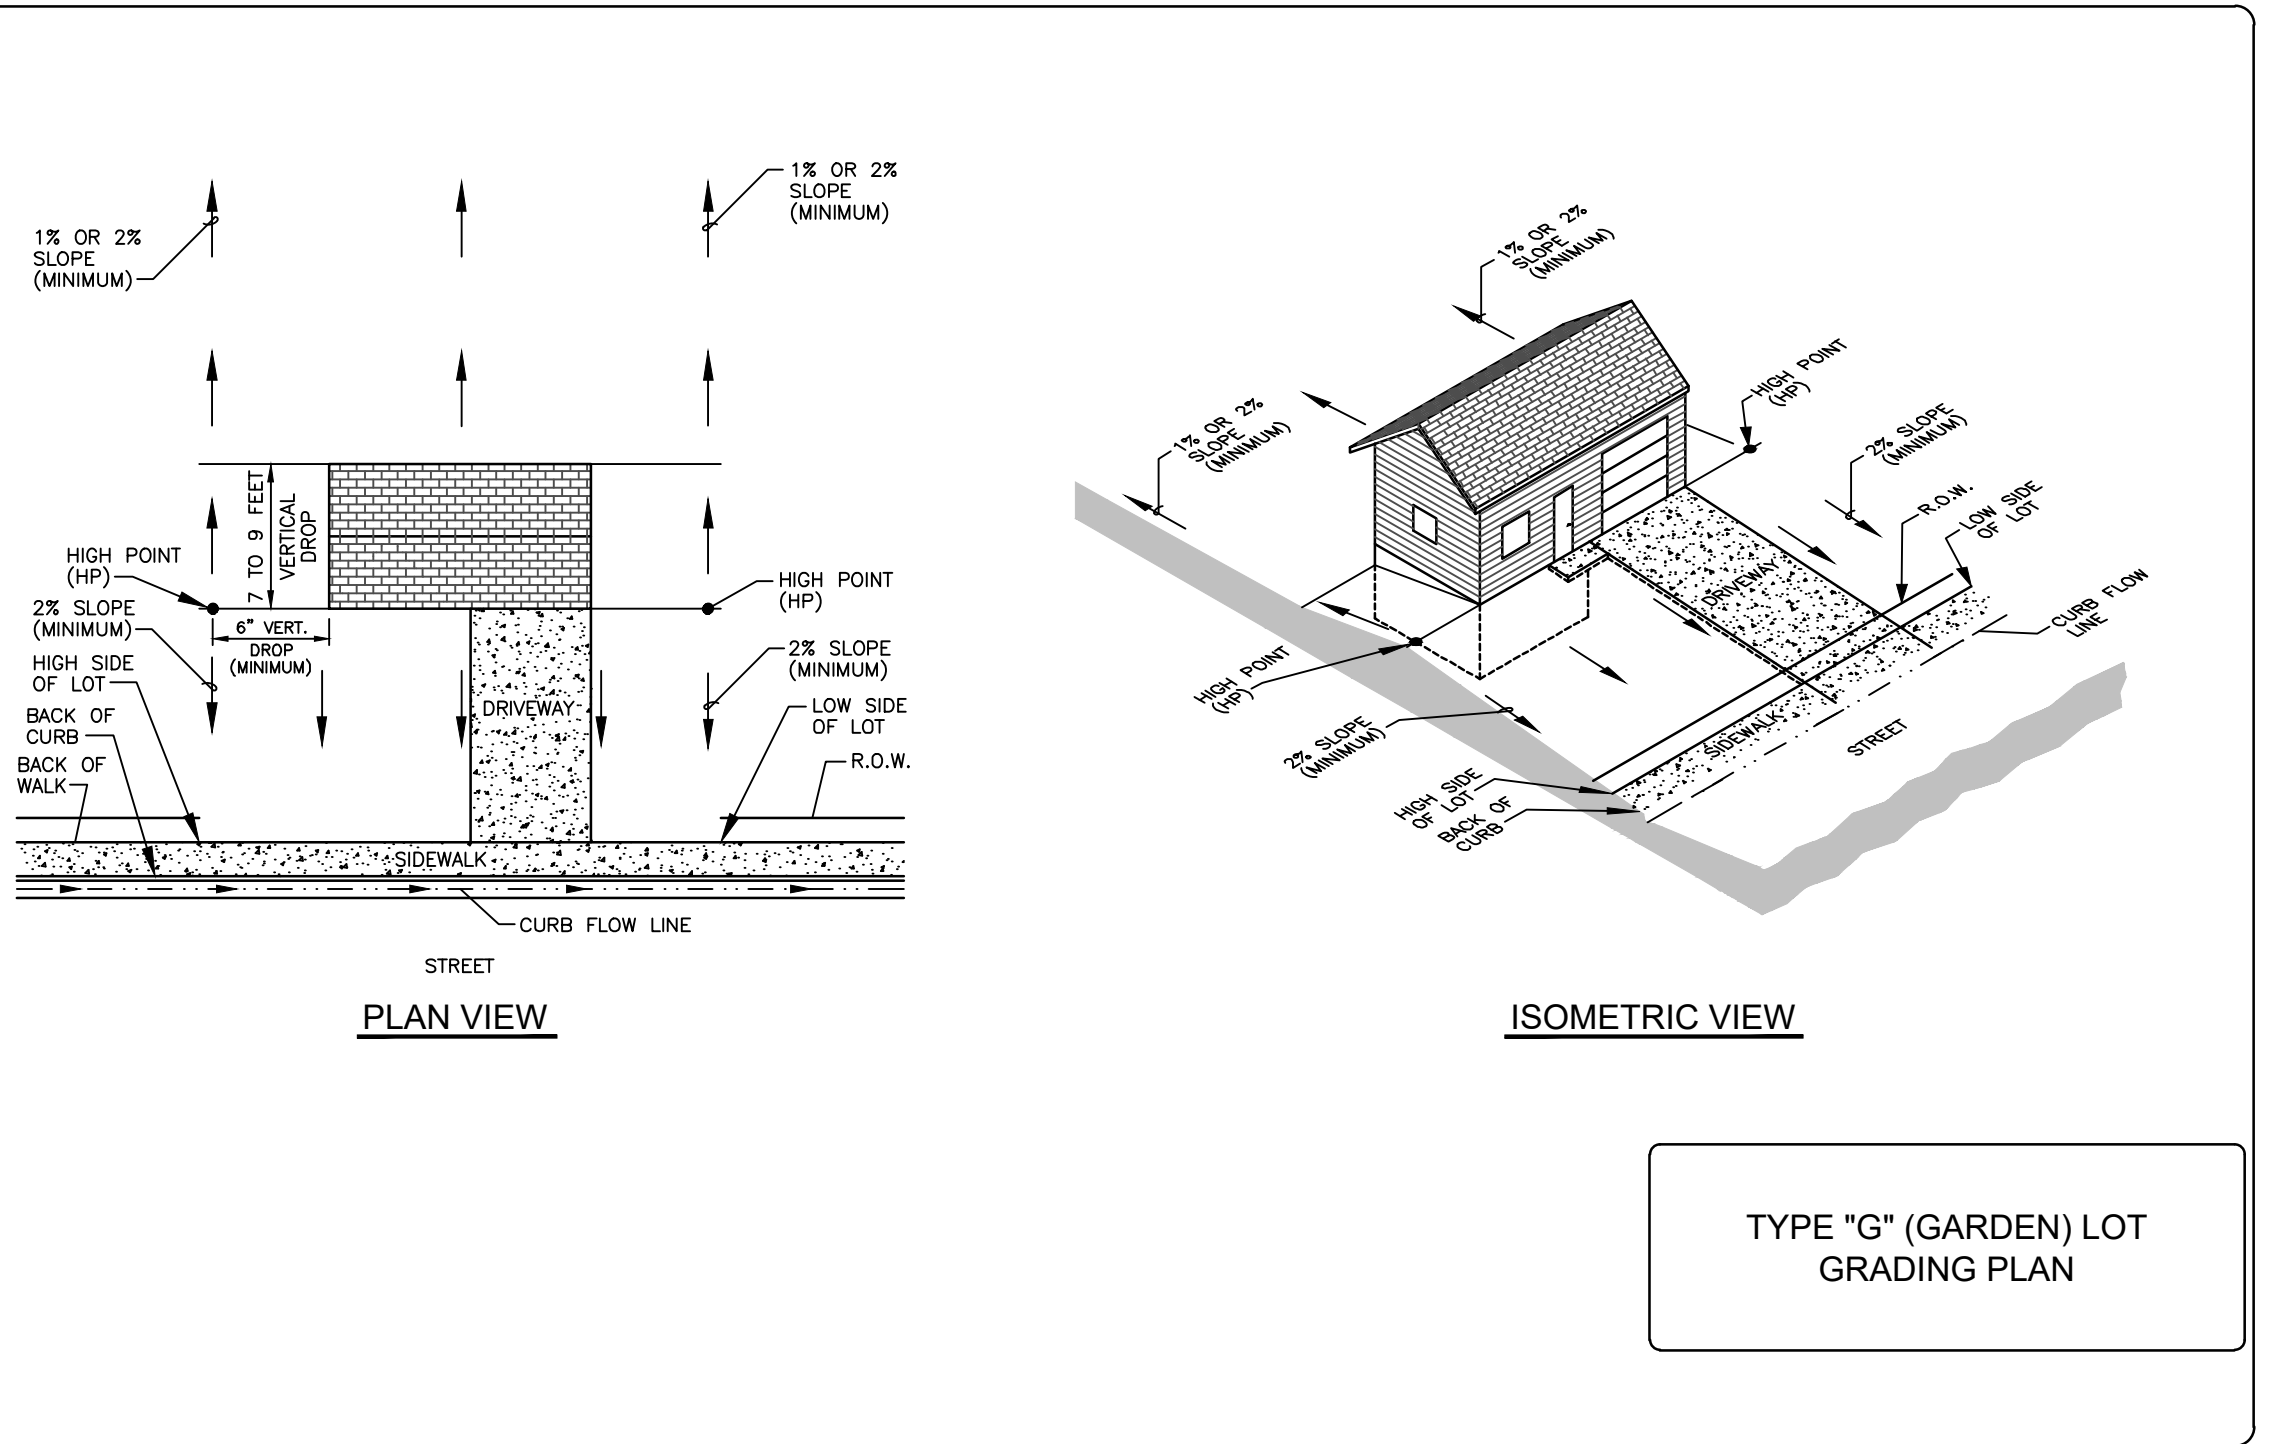 1% OR 2%
SLOPE
(MINIMUM)
1% OR 2%
SLOPE
(MINIMUM)
7 TO 9 FEET
VERTICAL
DROP
HIGH POINT
(HP)
HIGH POINT
(HP)
2% SLOPE
(MINIMUM)
6" VERT.
DROP
(MINIMUM)
HIGH SIDE
OF LOT
2% SLOPE
(MINIMUM)
BACK OF
CURB
DRIVEWAY
LOW SIDE
OF LOT
BACK OF
WALK
R.O.W.
SIDEWALK
CURB FLOW LINE
STREET
PLAN VIEW
1% OR 2%
SLOPE
(MINIMUM)
1% OR 2%
SLOPE
(MINIMUM)
HIGH POINT
(HP)
2% SLOPE
(MINIMUM)
R.O.W.
LOW SIDE
OF LOT
DRIVEWAY
CURB FLOW
LINE
HIGH POINT
(HP)
2% SLOPE
(MINIMUM)
SIDEWALK
STREET
HIGH SIDE
OF LOT
BACK OF
CURB
ISOMETRIC VIEW
TYPE "G" (GARDEN) LOT
GRADING PLAN